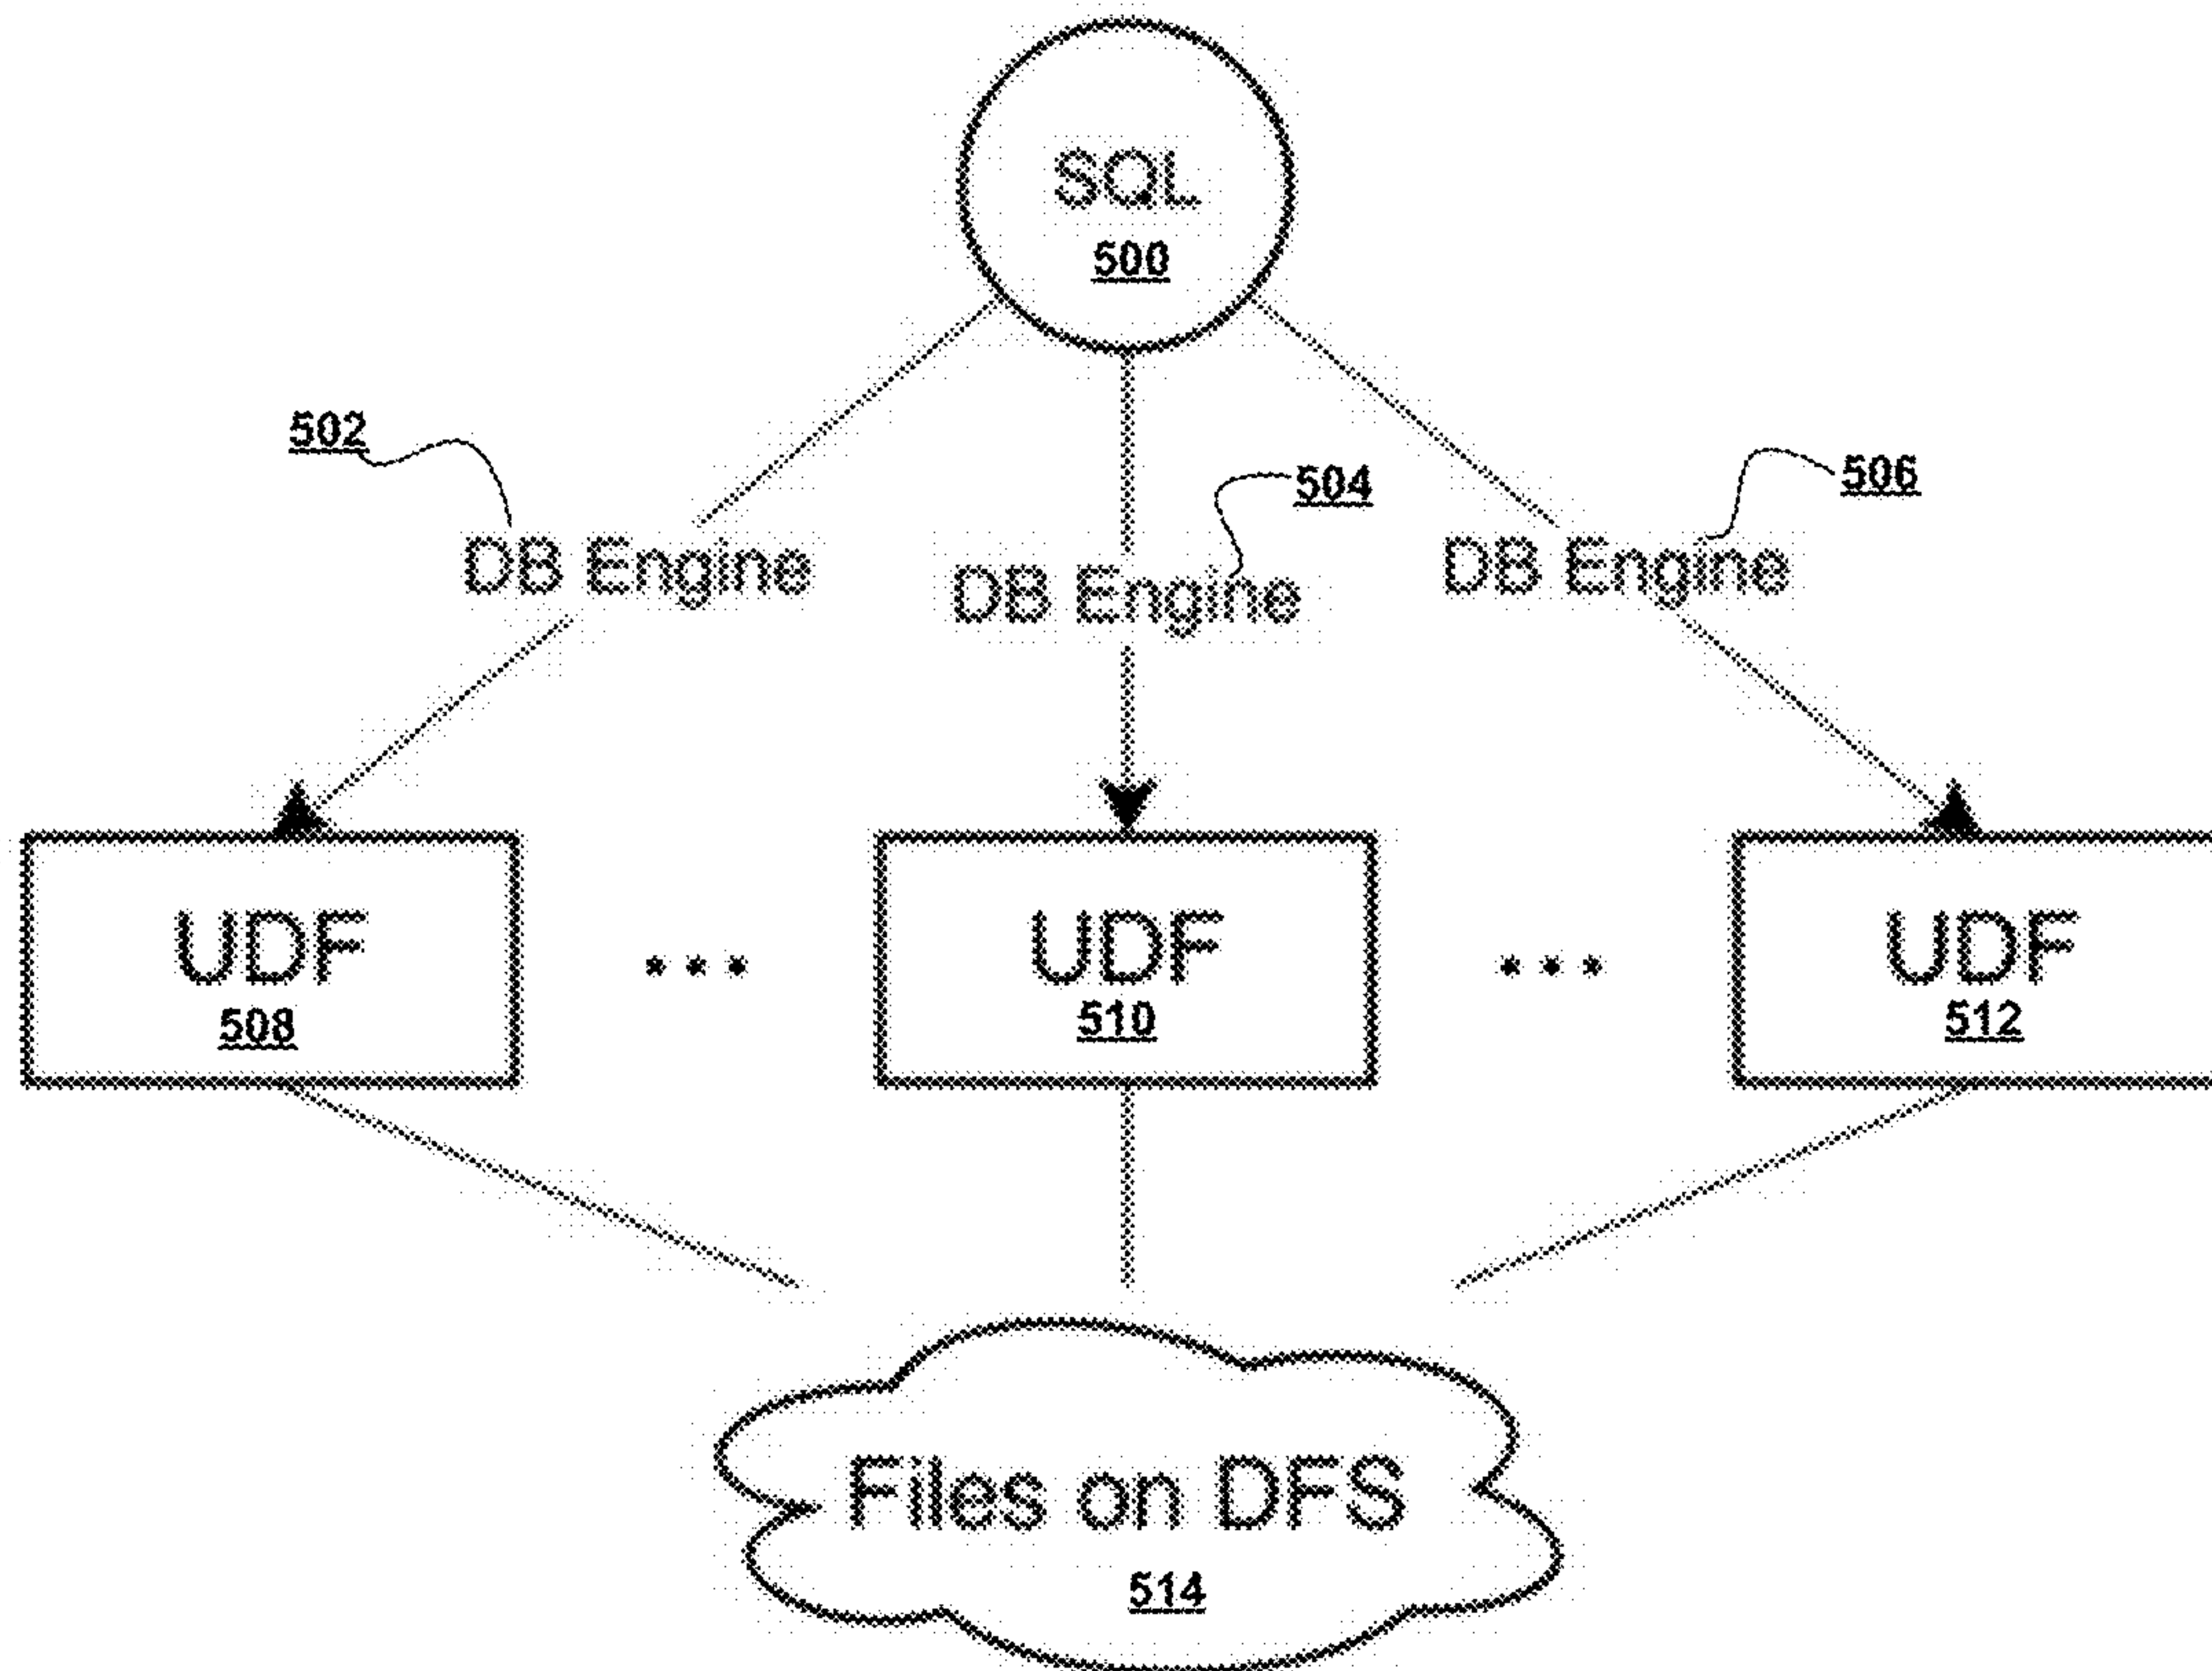 SQL
500
502
504
506
DB Engine
DB Engine
DB Engine
UDF
508
...
UDF
510
...
UDF
512
Files on DFS
514